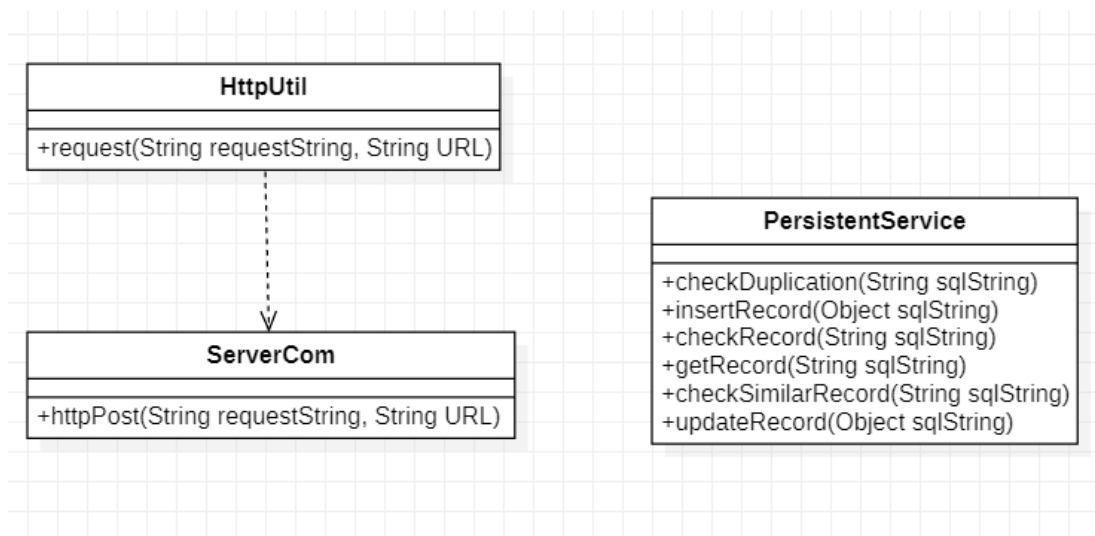 HttpUtil
+request(String requestString, String URL)
ServerCom
+httpPost(String requestString, String URL)
PersistentService
+checkDuplication(String sqlString)
+insertRecord(Object sqlString)
+checkRecord(String sqlString)
+getRecord(String sqlString)
+checkSimilarRecord(String sqlString)
+updateRecord(Object sqlString)